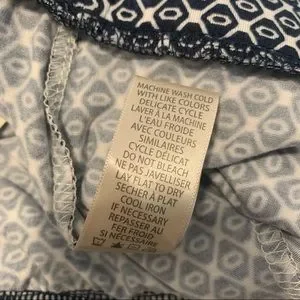 MACHINE WASH COLD
WITH LIKE COLORS
DELICATE CYCLE
LAVER À LA MACHINE
L'EAU FROIDE
AVEC COULEURS
SIMILAIRES
CYCLE DÉLICAT
DO NOT BLEACH
NE PAS JAVELLISER
LAY FLAT TO DRY
SÉCHER À PLAT
COOL IRON
IF NECESSARY
REPASSER AU
FER FROID
SI NÉCESSAIRE